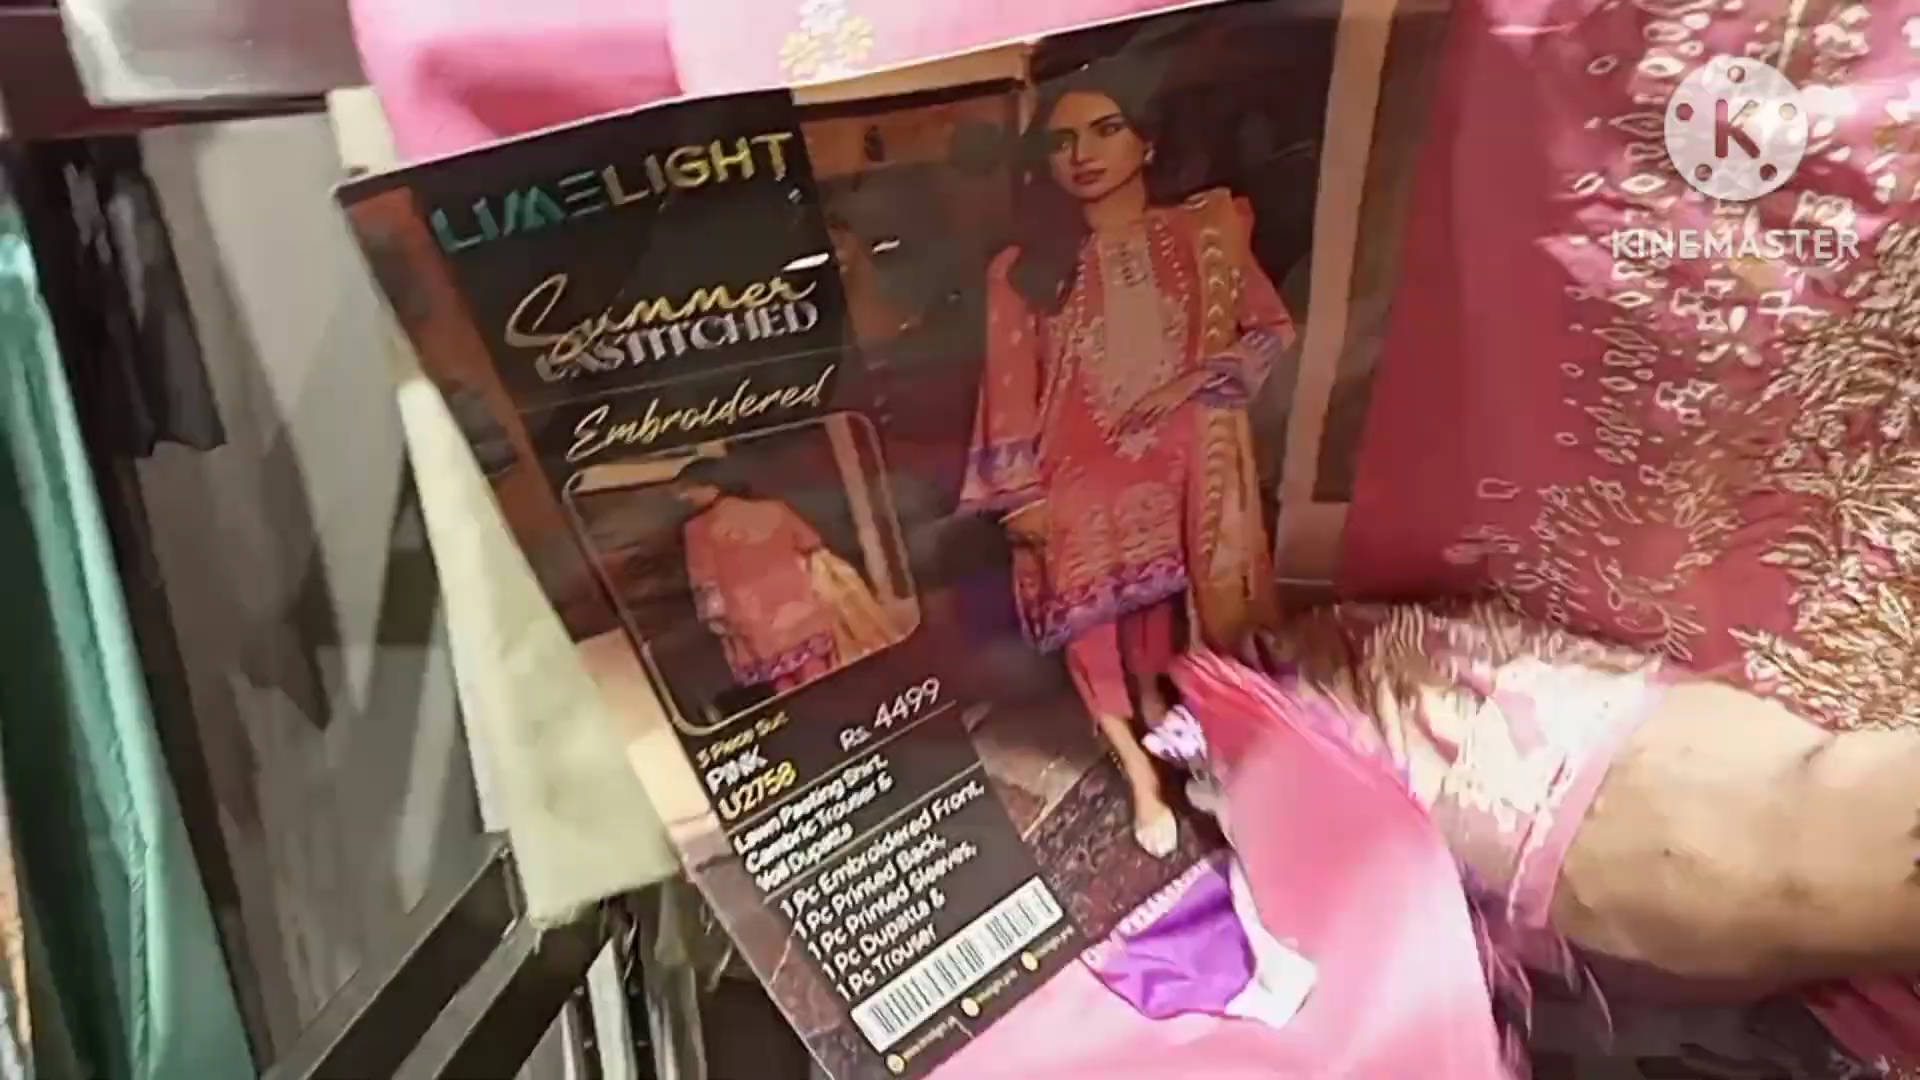 LIMELIGHT
Summer
UNSTITCHED
Embroidered
3 Piece Suit
PINK
U2758
Rs. 4499
Lawn Pasting Shirt,
Cambric Trouser &
Voil Dupatta
1 Pc Embroidered Front,
1 Pc Printed Back,
1 Pc Printed Sleeves,
1 Pc Dupatta &
1 Pc Trouser
K
KINEMASTER